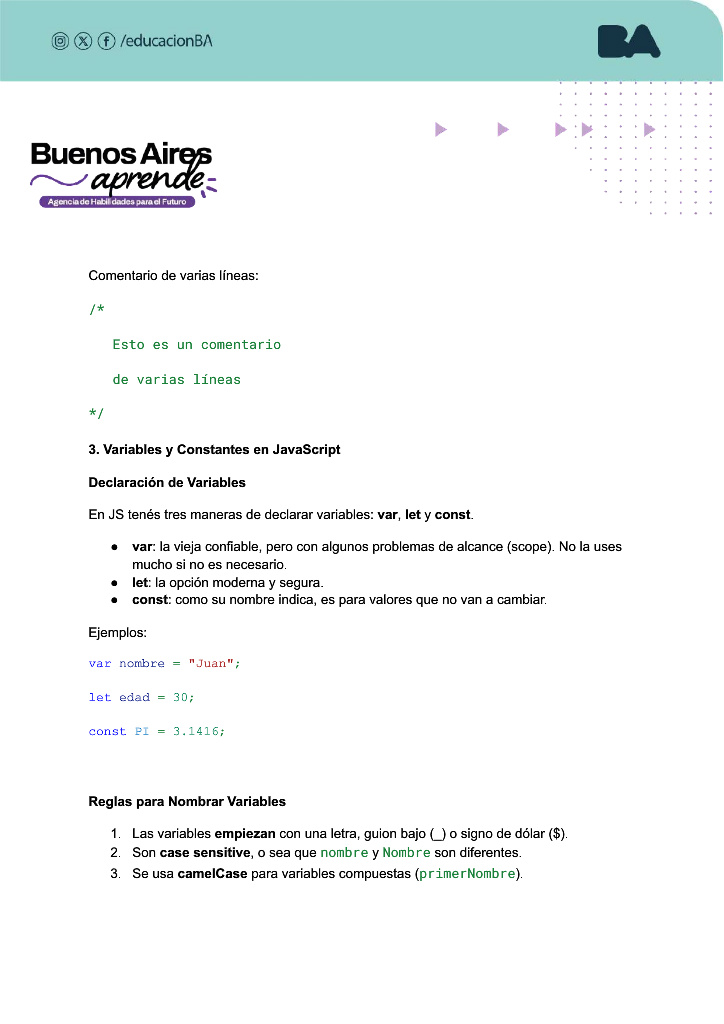 /educacionBA
BA
Buenos Aires
aprende
Agencia de Habilidades para el Futuro
Comentario de varias líneas:
/*
Esto es un comentario
de varias líneas
*/
3. Variables y Constantes en JavaScript
Declaración de Variables
En JS tenés tres maneras de declarar variables: var, let y const.
● var: la vieja confiable, pero con algunos problemas de alcance (scope). No la uses
mucho si no es necesario.
● let: la opción moderna y segura.
● const: como su nombre indica, es para valores que no van a cambiar.
Ejemplos:
var nombre = "Juan";
let edad = 30;
const PI = 3.1416;
Reglas para Nombrar Variables
1. Las variables empiezan con una letra, guion bajo (_) o signo de dólar ($).
2. Son case sensitive, o sea que nombre y Nombre son diferentes.
3. Se usa camelCase para variables compuestas (primerNombre).